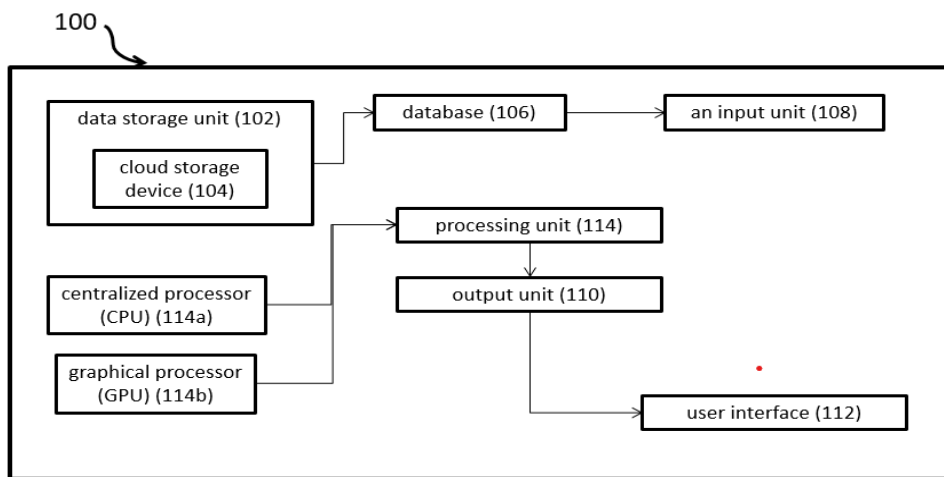 100
data storage unit (102)
cloud storage
device (104)
database (106)
an input unit (108)
processing unit (114)
centralized processor
(CPU) (114a)
output unit (110)
graphical processor
(GPU) (114b)
user interface (112)